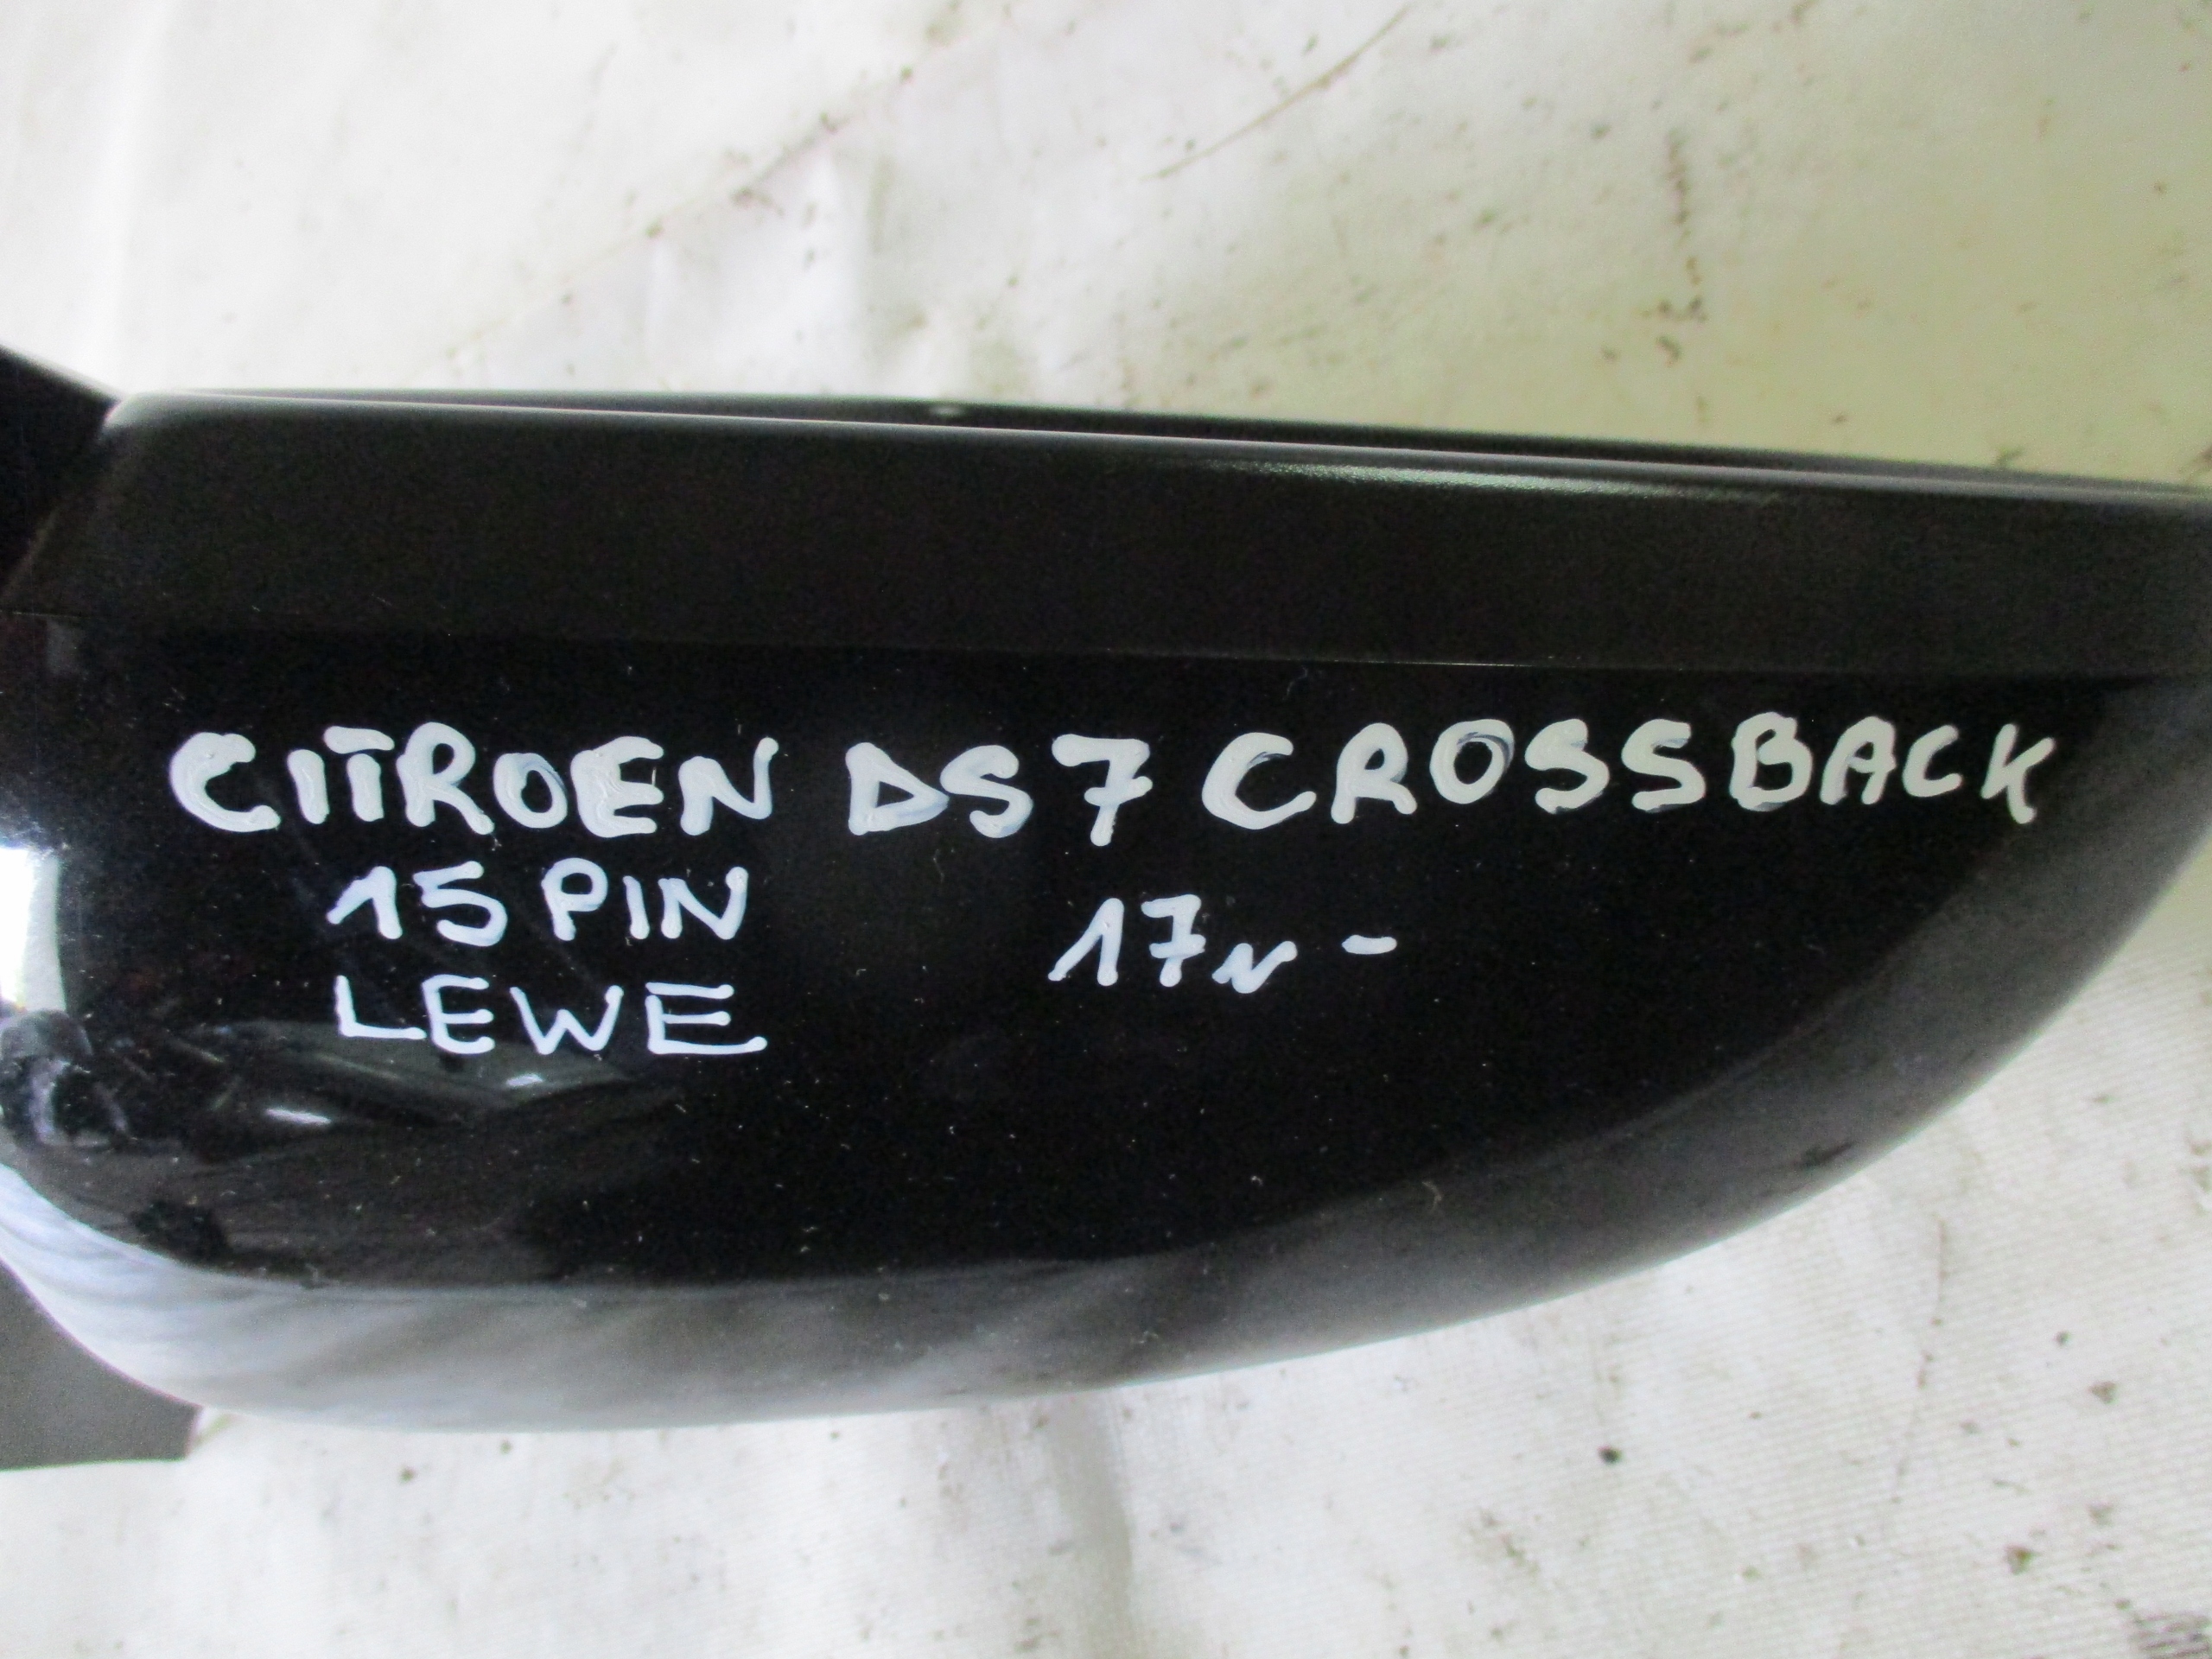 CITROEN DS7 CROSSBACK
15 PIN 17r-
LEWE